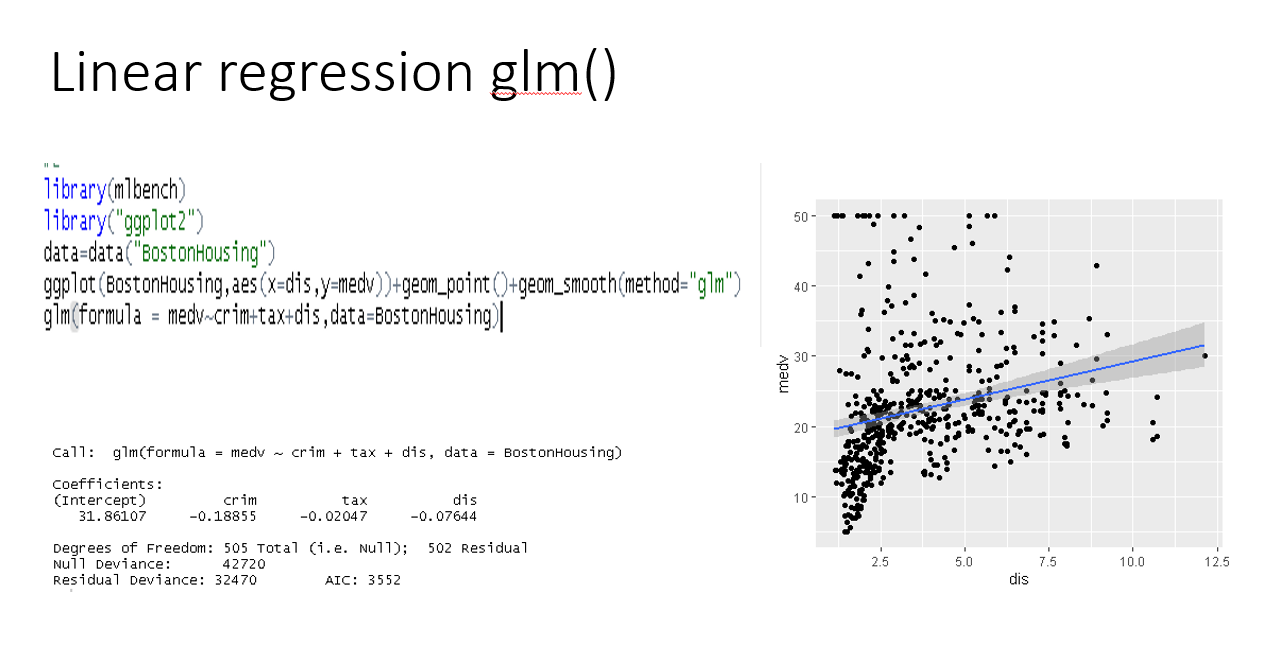 Linear regression glm()
library(mlbench)
library("ggplot2")
data=data("BostonHousing")
ggplot(BostonHousing,aes(x=dis,y=medv))+geom_point()+geom_smooth(method="glm")
glm(formula = medv~crim+tax+dis,data=BostonHousing)
Call:  glm(formula = medv ~ crim + tax + dis, data = BostonHousing)
Coefficients:
(Intercept)         crim          tax          dis
   31.86107     -0.18855     -0.02047     -0.07644
Degrees of Freedom: 505 Total (i.e. Null);  502 Residual
Null Deviance:      42720
Residual Deviance: 32470        AIC: 3552
50
40
30
20
10
medv
2.5 5.0 7.5 10.0 12.5
dis